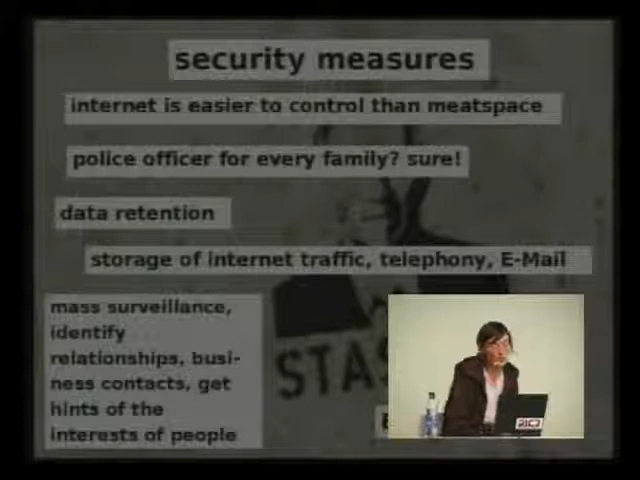 security measures
internet is easier to control than meatspace
police officer for every family? sure!
data retention
storage of internet traffic, telephony, E-Mail
mass surveillance,
identify
relationships, busi-
ness contacts, get
hints of the
interests of people
STAS